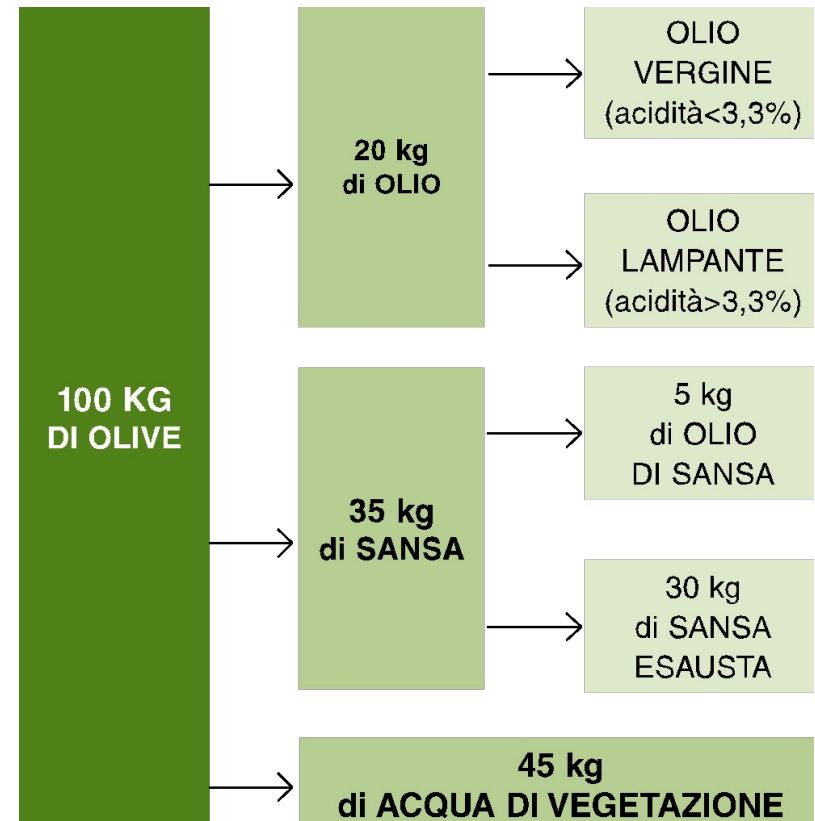 100 KG
DI OLIVE
20 kg
di OLIO
OLIO
VERGINE
(acidità<3,3%)
OLIO
LAMPANTE
(acidità>3,3%)
35 kg
di SANSA
5 kg
di OLIO
DI SANSA
30 kg
di SANSA
ESAUSTA
45 kg
di ACQUA DI VEGETAZIONE